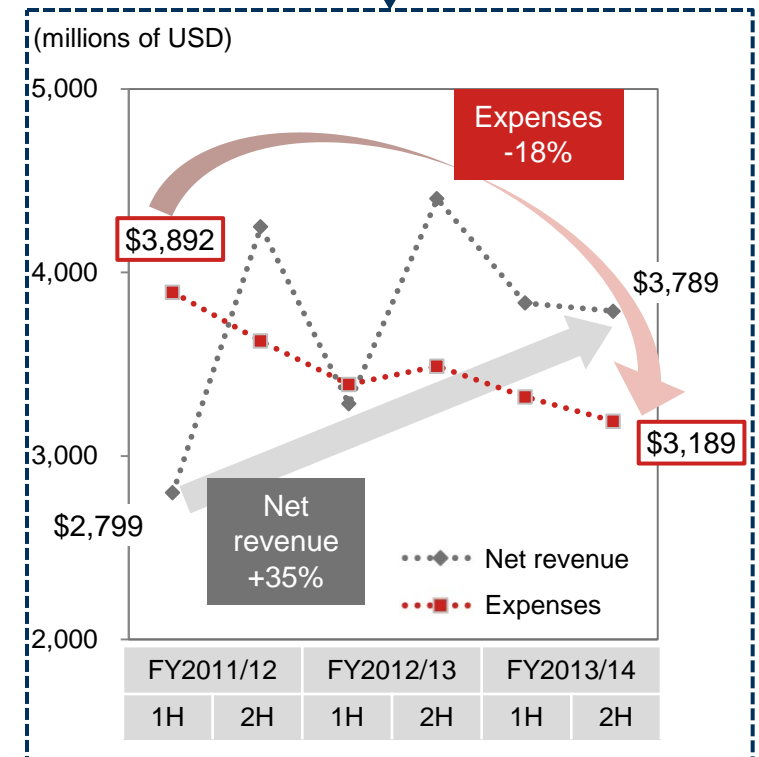 (millions of USD)
5,000
Expenses
-18%
$3,892
4,000
$3,789
3,000
$3,189
$2,799
Net
revenue
+35%
Net revenue
Expenses
2,000
FY2011/12 FY2012/13 FY2013/14
1H 2H 1H 2H 1H 2H